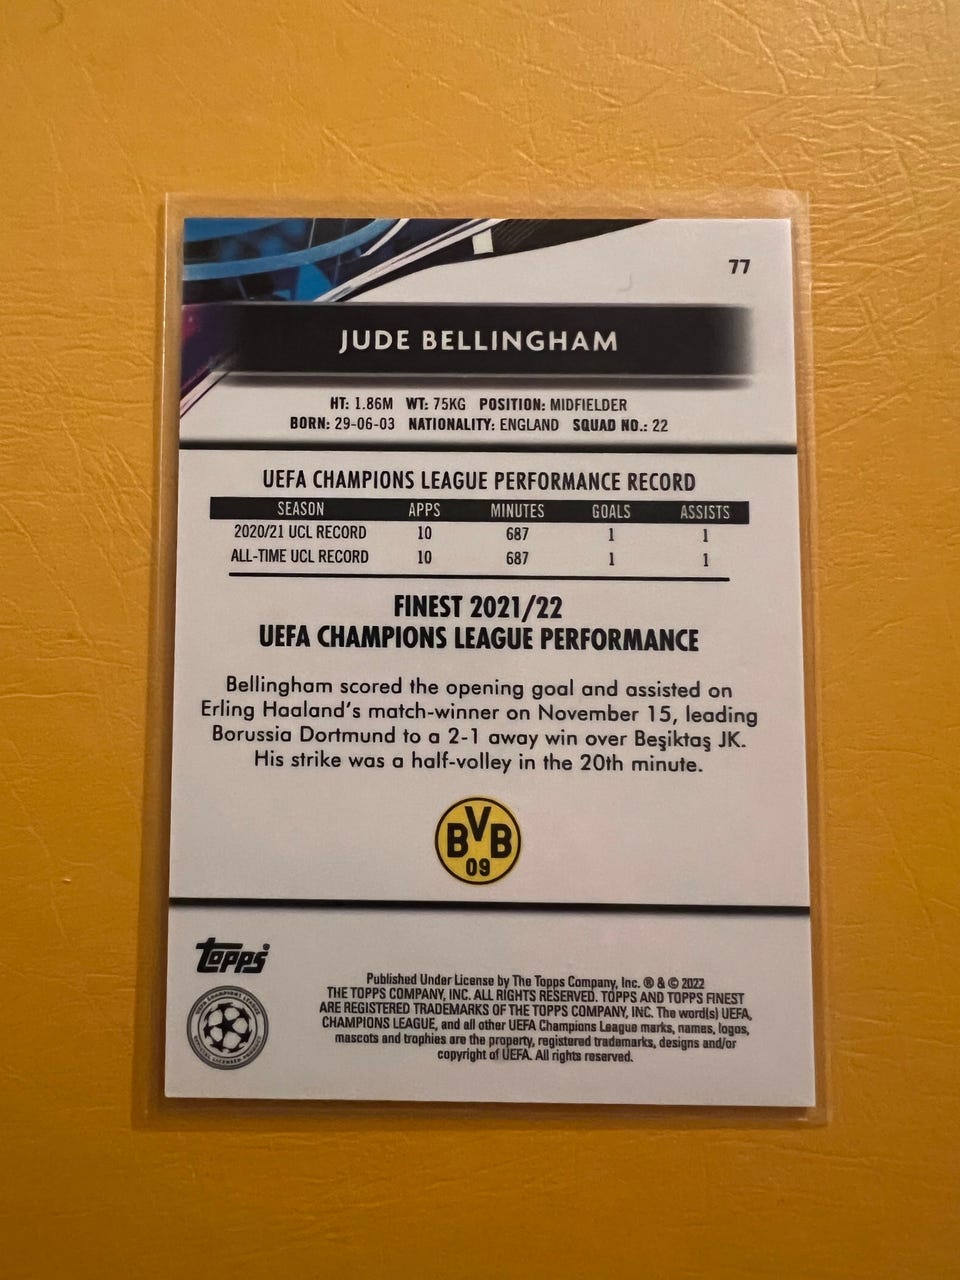 77
JUDE BELLINGHAM
HT: 1.86M WT: 75KG POSITION: MIDFIELDER
BORN: 29-06-03 NATIONALITY: ENGLAND SQUAD NO.: 22
UEFA CHAMPIONS LEAGUE PERFORMANCE RECORD
SEASON APPS MINUTES GOALS ASSISTS
2020/21 UCL RECORD 10 687 1 1
ALL-TIME UCL RECORD 10 687 1 1
FINEST 2021/22
UEFA CHAMPIONS LEAGUE PERFORMANCE
Bellingham scored the opening goal and assisted on
Erling Haaland's match-winner on November 15, leading
Borussia Dortmund to a 2-1 away win over Beşiktaş JK.
His strike was a half-volley in the 20th minute.
BVB
09
Topps
UEFA CHAMPIONS LEAGUE
OFFICIAL LICENSED PRODUCT
Published Under License by The Topps Company, Inc. ® & © 2022
THE TOPPS COMPANY, INC. ALL RIGHTS RESERVED. TOPPS AND TOPPS FINEST
ARE REGISTERED TRADEMARKS OF THE TOPPS COMPANY, INC. The word(s) UEFA,
CHAMPIONS LEAGUE, and all other UEFA Champions League marks, names, logos,
mascots and trophies are the property, registered trademarks, designs and/or
copyright of UEFA. All rights reserved.